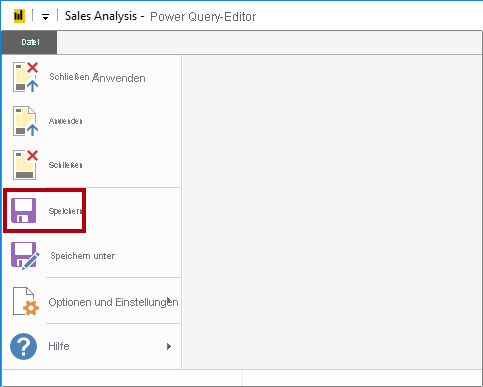 Sales Analysis - Power Query-Editor
Datei
Schließen & Anwenden
Anwenden
Schließen
Speichern
Speichern unter
Optionen und Einstellungen
Hilfe